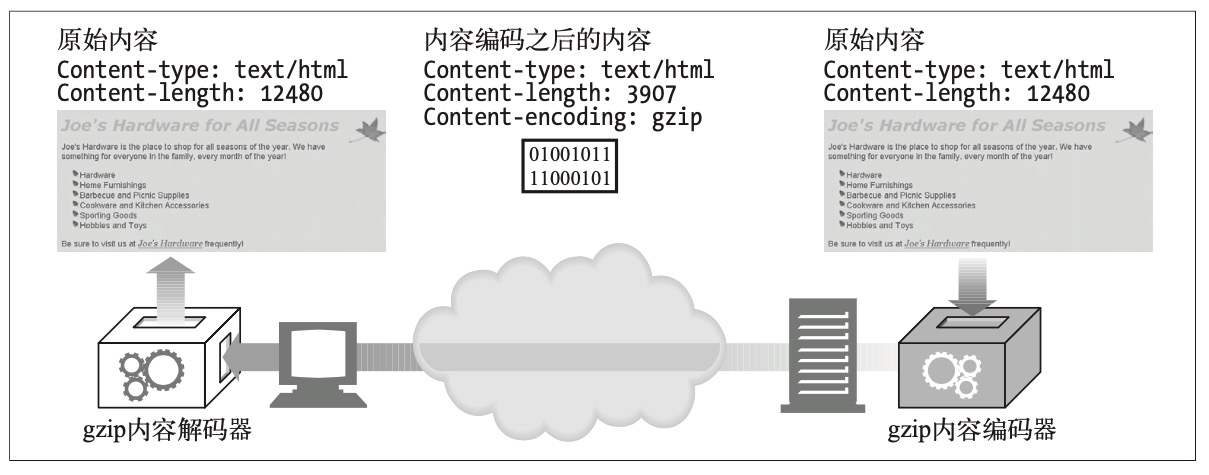 原始内容
Content-type: text/html
Content-length: 12480
Joe's Hardware for All Seasons
Joe's Hardware is the place to shop for all seasons of the year. We have
something for everyone in the family, every month of the year!
Hardware
Home Furnishings
Barbecue and Picnic Supplies
Cookware and Kitchen Accessories
Sporting Goods
Hobbies and Toys
Be sure to visit us at Joe's Hardware frequently!
内容编码之后的内容
Content-type: text/html
Content-length: 3907
Content-encoding: gzip
01001011
11000101
原始内容
Content-type: text/html
Content-length: 12480
Joe's Hardware for All Seasons
Joe's Hardware is the place to shop for all seasons of the year. We have
something for everyone in the family, every month of the year!
Hardware
Home Furnishings
Barbecue and Picnic Supplies
Cookware and Kitchen Accessories
Sporting Goods
Hobbies and Toys
Be sure to visit us at Joe's Hardware frequently!
gzip内容解码器
gzip内容编码器